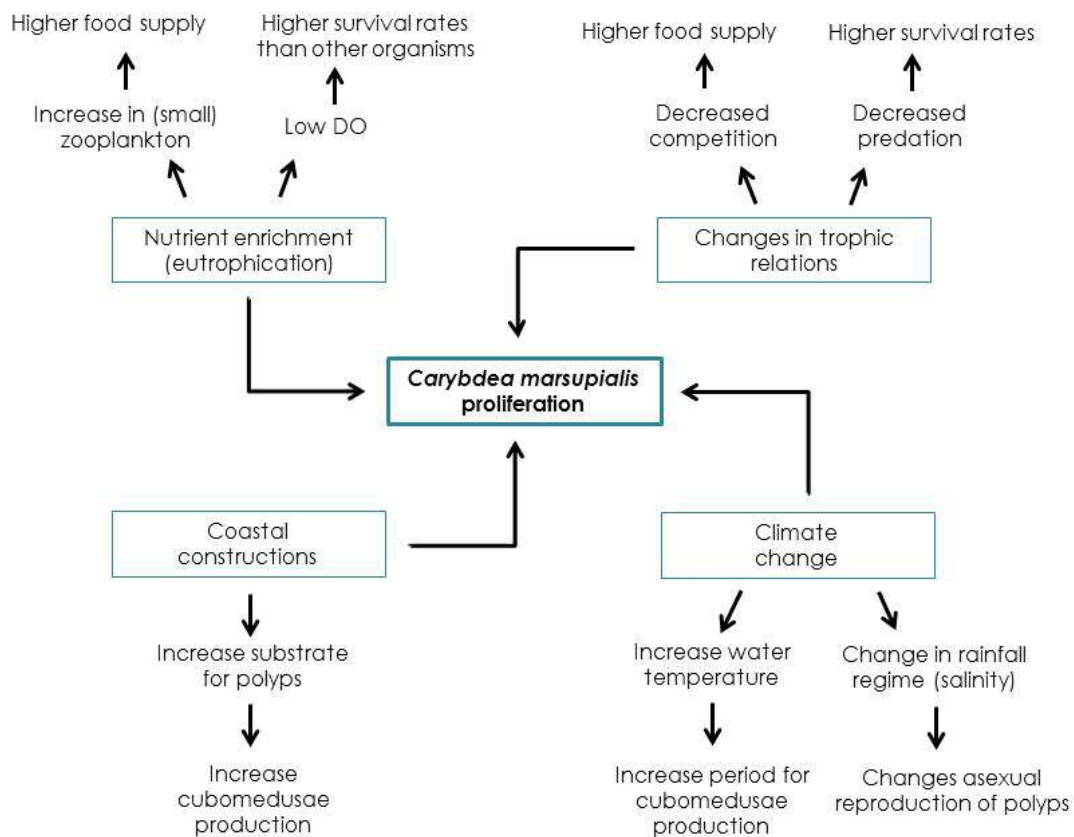 Higher food supply
Higher survival rates
than other organisms
Increase in (small)
zooplankton
Low DO
Nutrient enrichment
(eutrophication)
Higher food supply
Higher survival rates
Decreased
competition
Decreased
predation
Changes in trophic
relations
Carybdea marsupialis
proliferation
Coastal
constructions
Increase substrate
for polyps
Increase
cubomedusae
production
Climate
change
Increase water
temperature
Change in rainfall
regime (salinity)
Increase period for
cubomedusae
production
Changes asexual
reproduction of polyps